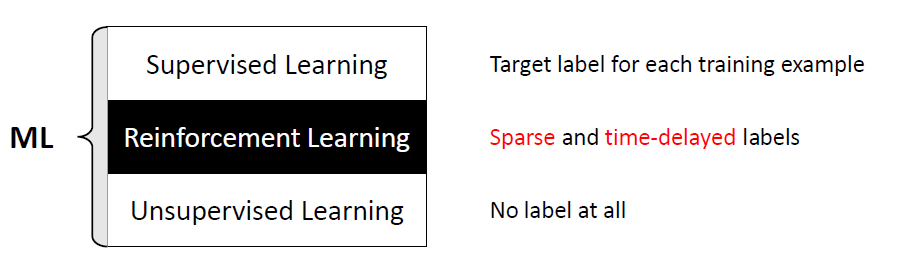 ML
Supervised Learning
Target label for each training example
Reinforcement Learning
Sparse and time-delayed labels
Unsupervised Learning
No label at all